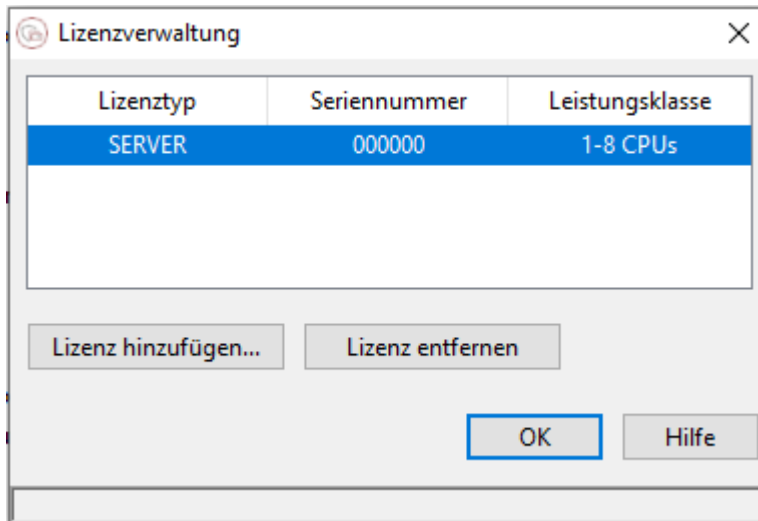 Lizenzverwaltung
Lizenztyp Seriennummer Leistungsklasse
SERVER 000000 1-8 CPUs
Lizenz hinzufügen... Lizenz entfernen
OK Hilfe